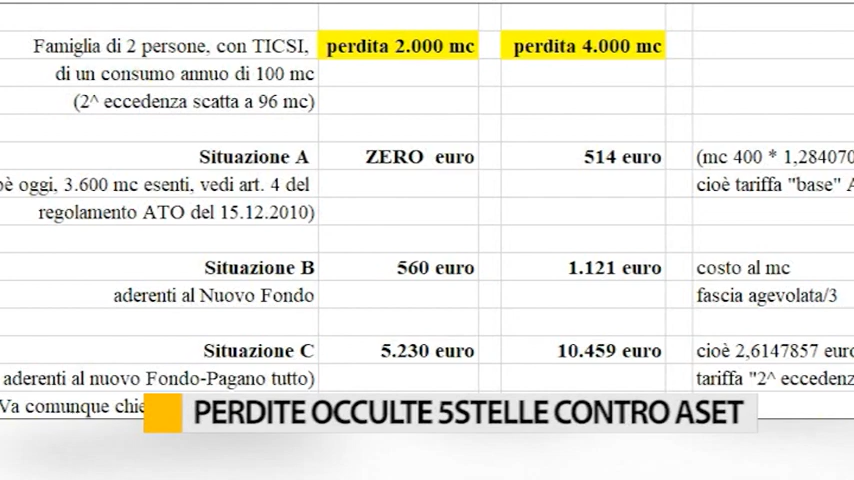 Famiglia di 2 persone, con TICSI, perdita 2.000 mc perdita 4.000 mc
di un consumo annuo di 100 mc
(2^ eccedenza scatta a 96 mc)
Situazione A ZERO euro 514 euro (mc 400 * 1,284070
oggi, 3.600 mc esenti, vedi art. 4 del cioè tariffa "base"
regolamento ATO del 15.12.2010)
Situazione B 560 euro 1.121 euro costo al mc
aderenti al Nuovo Fondo fascia agevolata/3
Situazione C 5.230 euro 10.459 euro cioè 2,6147857 euro
aderenti al nuovo Fondo-Pagano tutto) tariffa "2^ eccedenz
Va comunque
PERDITE OCCULTE 5STELLE CONTRO ASET